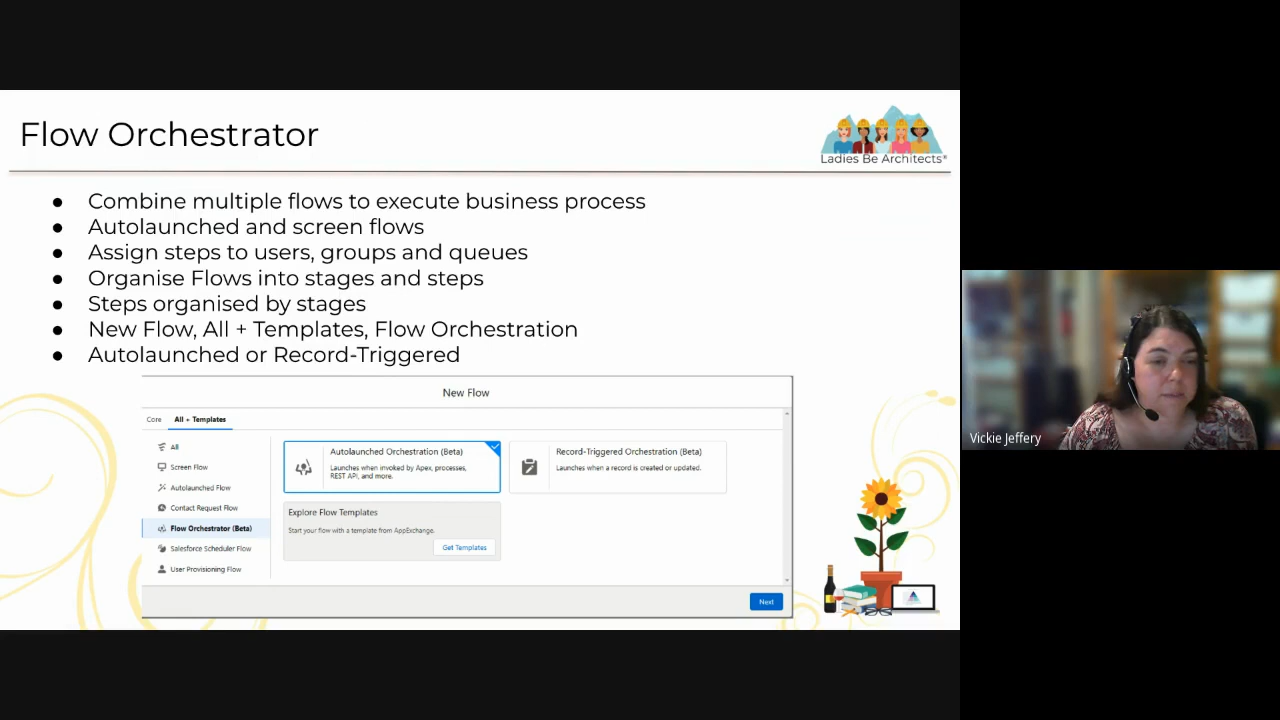 Flow Orchestrator
Ladies Be Architects®
● Combine multiple flows to execute business process
● Autolaunched and screen flows
● Assign steps to users, groups and queues
● Organise Flows into stages and steps
● Steps organised by stages
● New Flow, All + Templates, Flow Orchestration
● Autolaunched or Record-Triggered
New Flow
Core All + Templates
All
Screen Flow
Autolaunched Flow
Contact Request Flow
Flow Orchestrator (Beta)
Salesforce Scheduler Flow
User Provisioning Flow
Autolaunched Orchestration (Beta)
Launches when invoked by Apex, processes,
REST API, and more.
Record-Triggered Orchestration (Beta)
Launches when a record is created or updated.
Explore Flow Templates
Start your flow with a template from AppExchange.
Get Templates
Next
Vickie Jeffery